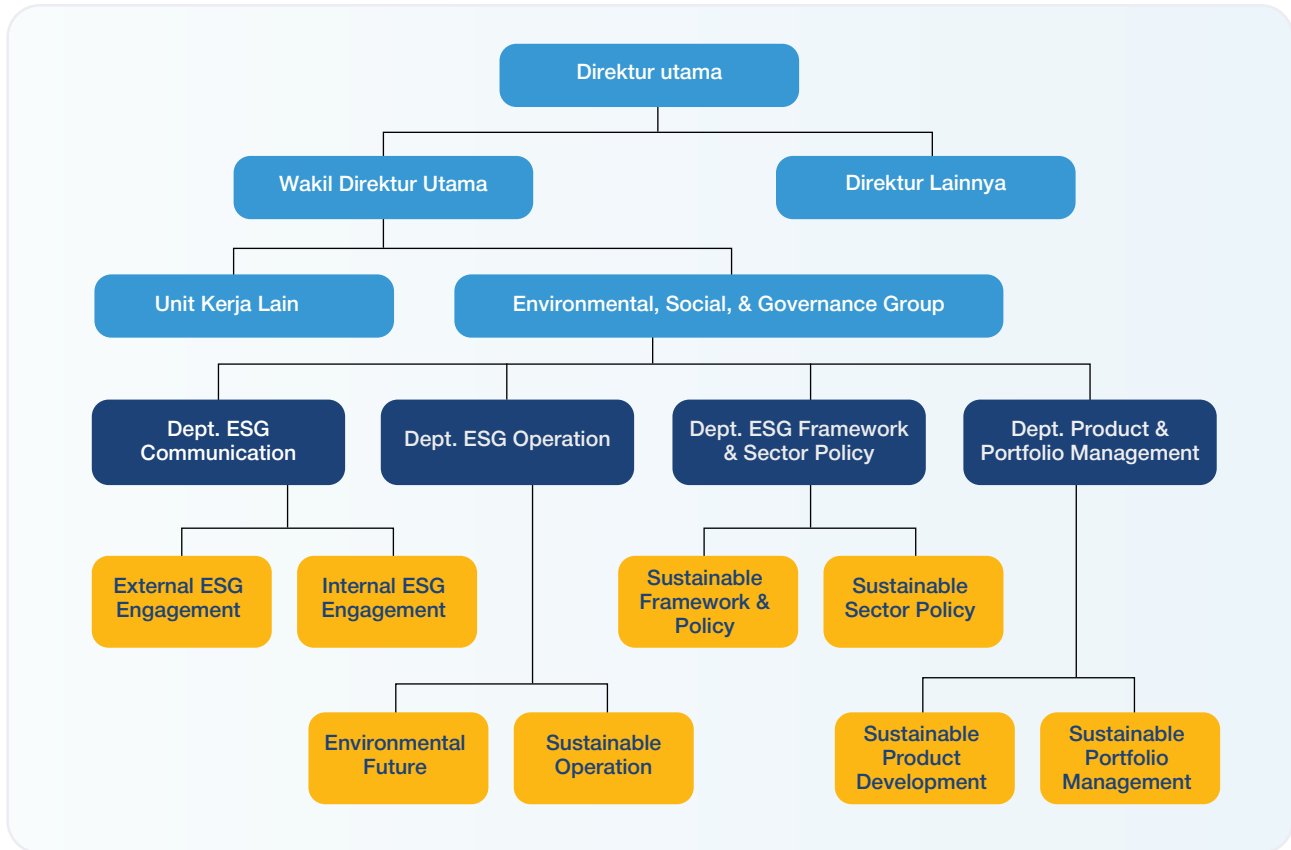 Direktur utama
Wakil Direktur Utama
Direktur Lainnya
Unit Kerja Lain
Environmental, Social, & Governance Group
Dept. ESG
Communication
Dept. ESG Operation
Dept. ESG Framework
& Sector Policy
Dept. Product &
Portfolio Management
External ESG
Engagement
Internal ESG
Engagement
Sustainable
Framework &
Policy
Sustainable
Sector Policy
Environmental
Future
Sustainable
Operation
Sustainable
Product
Development
Sustainable
Portfolio
Management